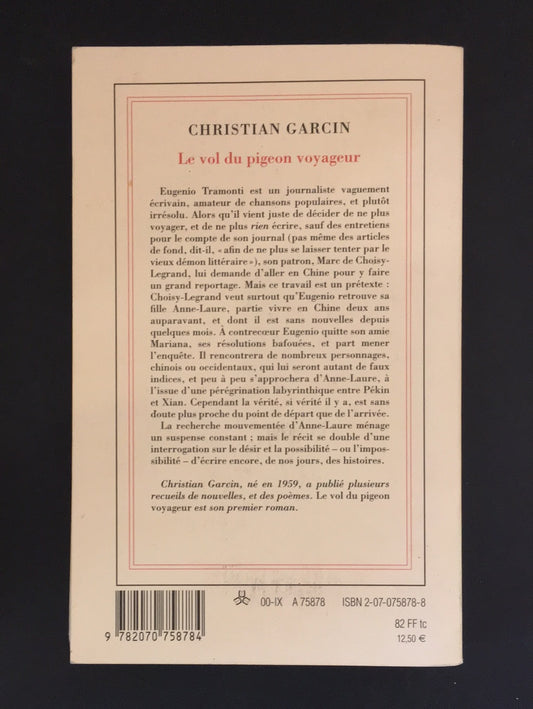 CHRISTIAN GARCIN
Le vol du pigeon voyageur
Eugenio Tramonti est un journaliste vaguement
écrivain, amateur de chansons populaires, et plutôt
irrésolu. Alors qu'il vient juste de décider de ne plus
voyager, et de ne plus rien écrire, sauf des entretiens
pour le compte de son journal (pas même des articles
de fond, dit-il, « afin de ne plus se laisser tenter par le
vieux démon littéraire »), son patron, Marc de Choisy-
Legrand, lui demande d'aller en Chine pour y faire
un grand reportage. Mais ce travail est un prétexte :
Choisy-Legrand veut surtout qu'Eugenio retrouve sa
fille Anne-Laure, partie vivre en Chine deux ans
auparavant, et dont il est sans nouvelles depuis
quelques mois. À contrecœur Eugenio quitte son amie
Mariana, ses résolutions bafouées, et part mener
l'enquête. Il rencontrera de nombreux personnages,
chinois ou occidentaux, qui lui seront autant de faux
indices, et peu à peu s'approchera d'Anne-Laure, à
l'issue d'une pérégrination labyrinthique entre Pékin
et Xian. Cependant la vérité, si vérité il y a, est sans
doute plus proche du point de départ que de l'arrivée.
La recherche mouvementée d'Anne-Laure ménage
un suspense constant ; mais le récit se double d'une
interrogation sur le désir et la possibilité – ou l'impos-
sibilité – d'écrire encore, de nos jours, des histoires.
Christian Garcin, né en 1959, a publié plusieurs
recueils de nouvelles, et des poèmes. Le vol du pigeon
voyageur est son premier roman.
00-IX A 75878 ISBN 2-07-075878-8
9 782070 758784
82 FF tc
12,50 €